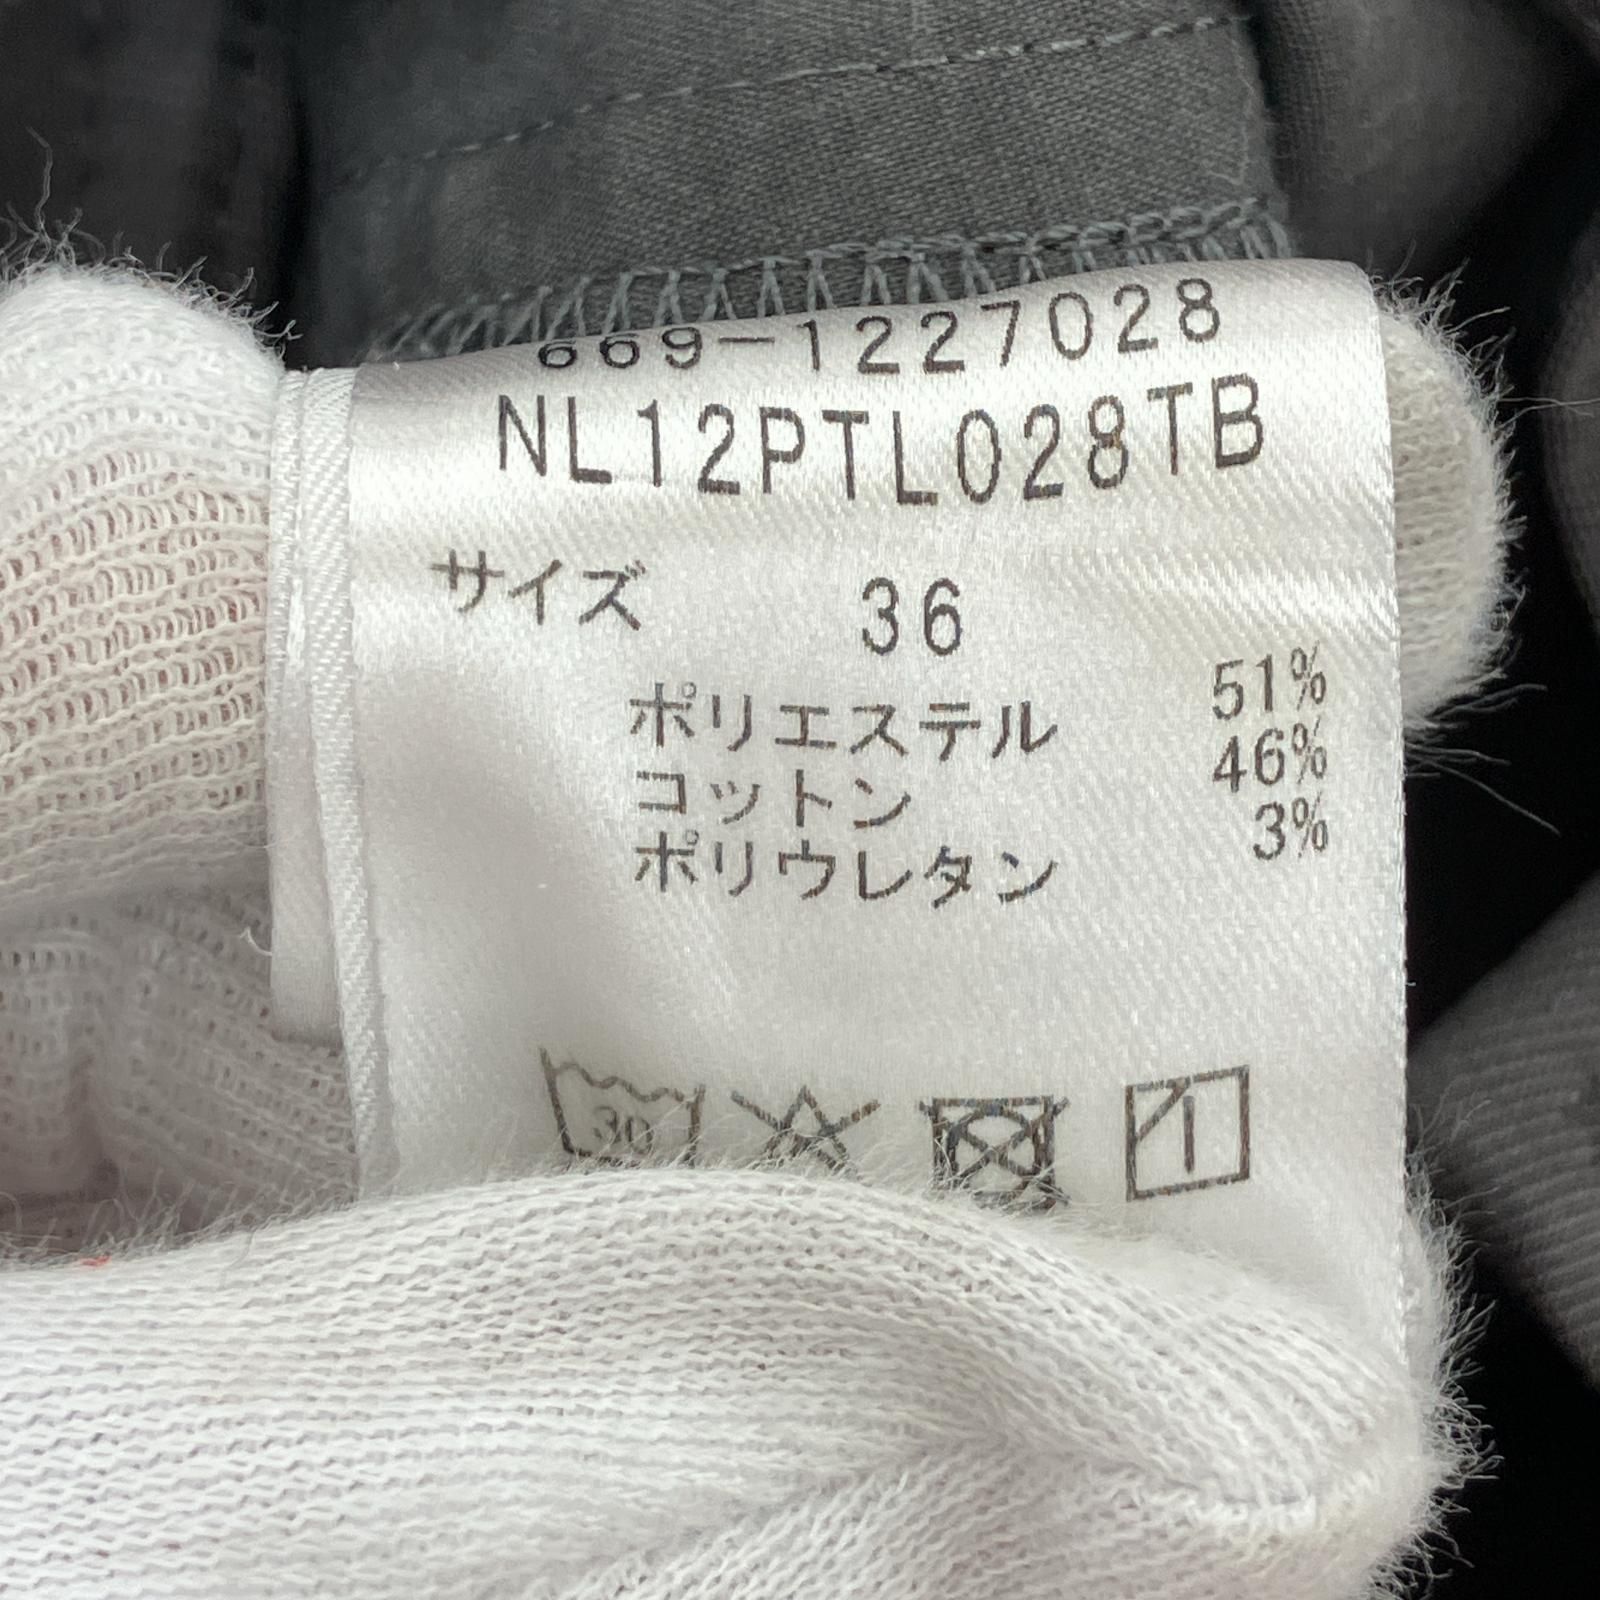 669-1227028
NL12PTL028TB
サイズ 36
ポリエステル 51%
コットン 46%
ポリウレタン 3%
30